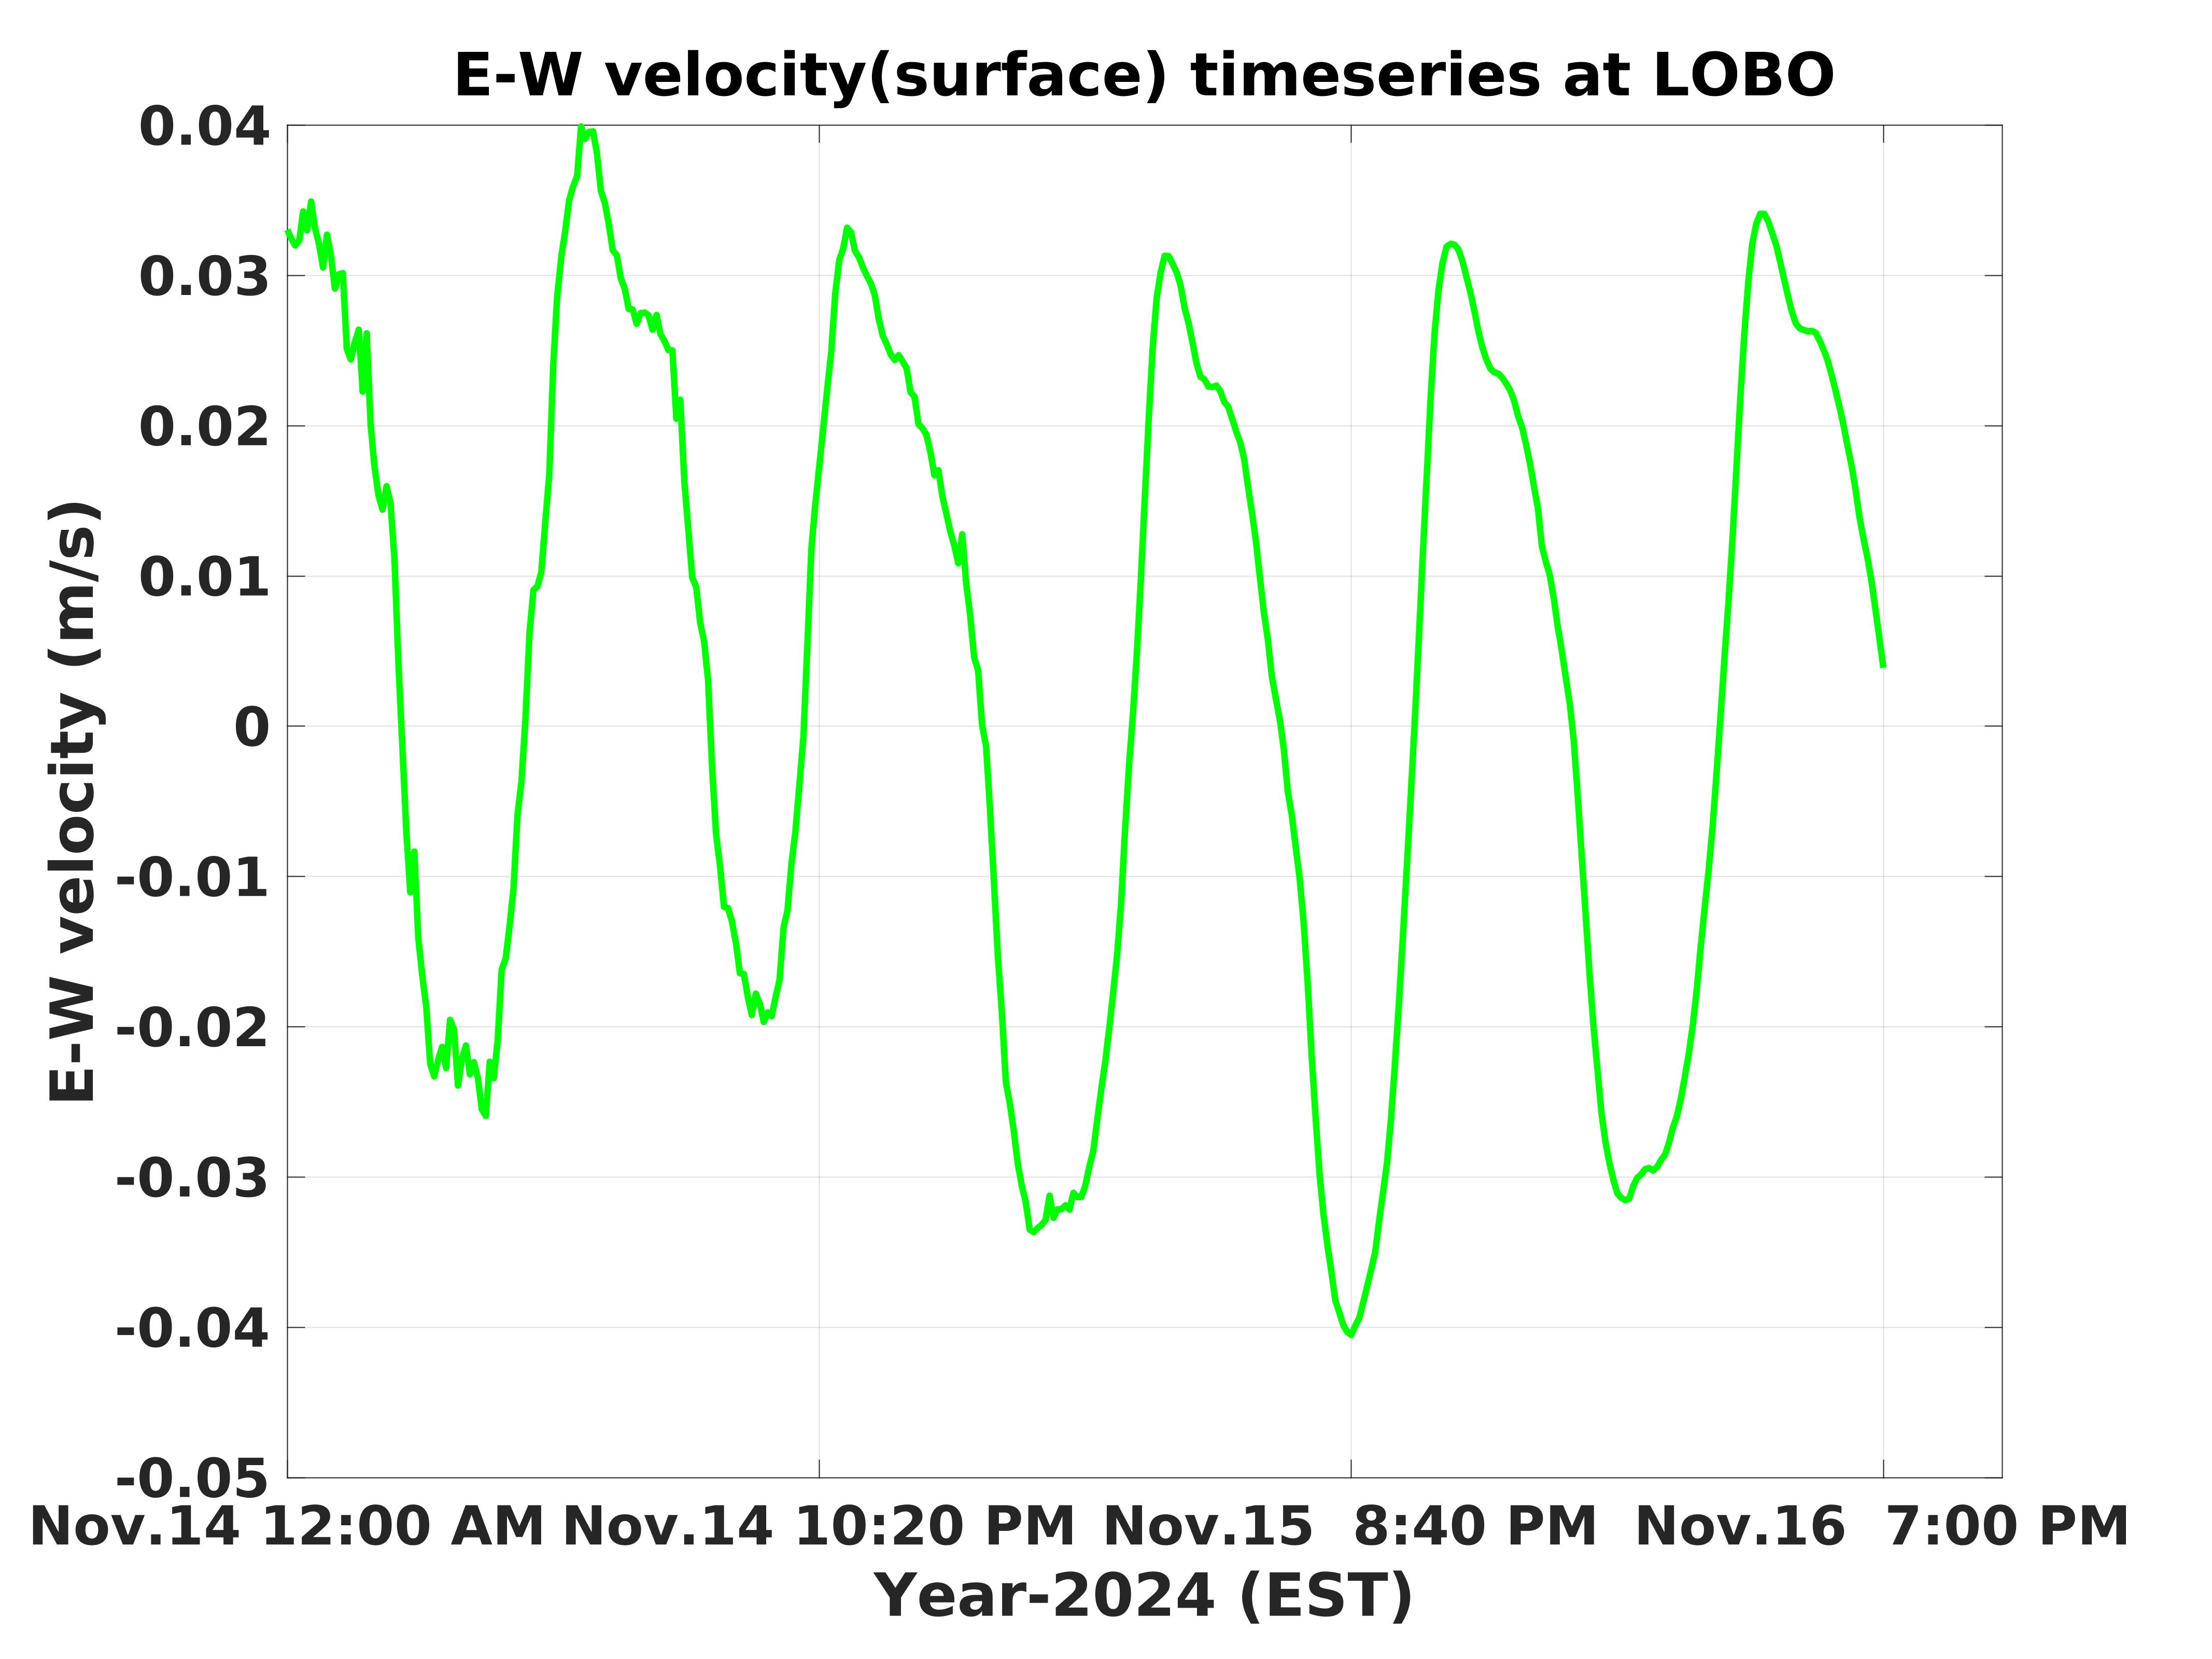 E-W velocity(surface) timeseries at LOBO
E-W velocity (m/s)
0.04
0.03
0.02
0.01
0
-0.01
-0.02
-0.03
-0.04
-0.05
Nov.14 12:00 AM Nov.14 10:20 PM Nov.15 8:40 PM Nov.16 7:00 PM
Year-2024 (EST)